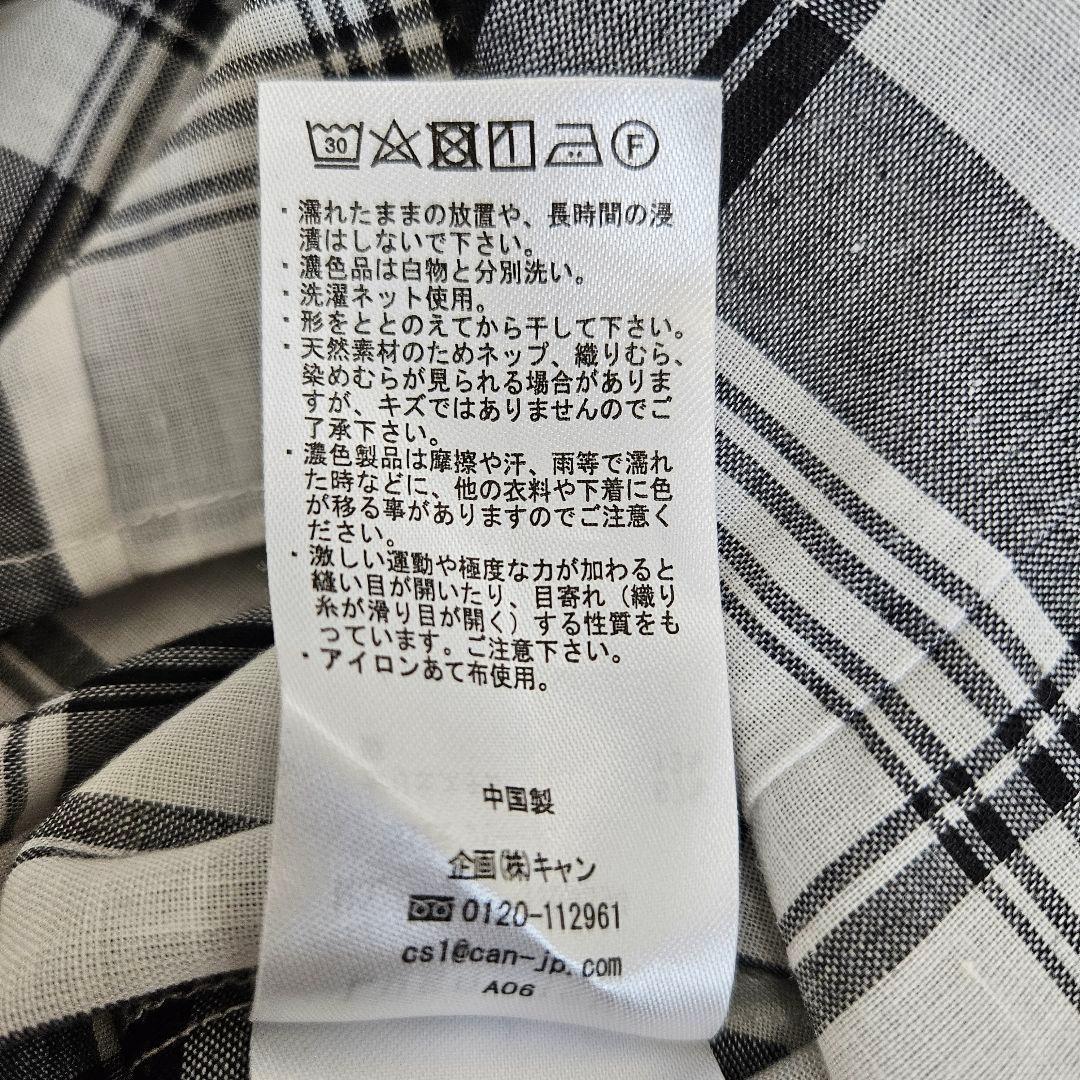 30 F
・濡れたままの放置や、長時間の浸
漬はしないで下さい。
・濃色品は白物と分別洗い。
・洗濯ネット使用。
・形をととのえてから干して下さい。
・天然素材のためネップ、織りむら、
染めむらが見られる場合がありま
すが、キズではありませんのでご
了承下さい。
・濃色製品は摩擦や汗、雨等で濡れ
た時などに、他の衣料や下着に色
が移る事がありますのでご注意く
ださい。
・激しい運動や極度な力が加わると
縫い目が開いたり、目寄れ（織り
糸が滑り目が開く）する性質をも
っています。ご注意下さい。
・アイロンあて布使用。
中国製
企画㈱キャン
0120-112961
cs1@can-jp.com
A06